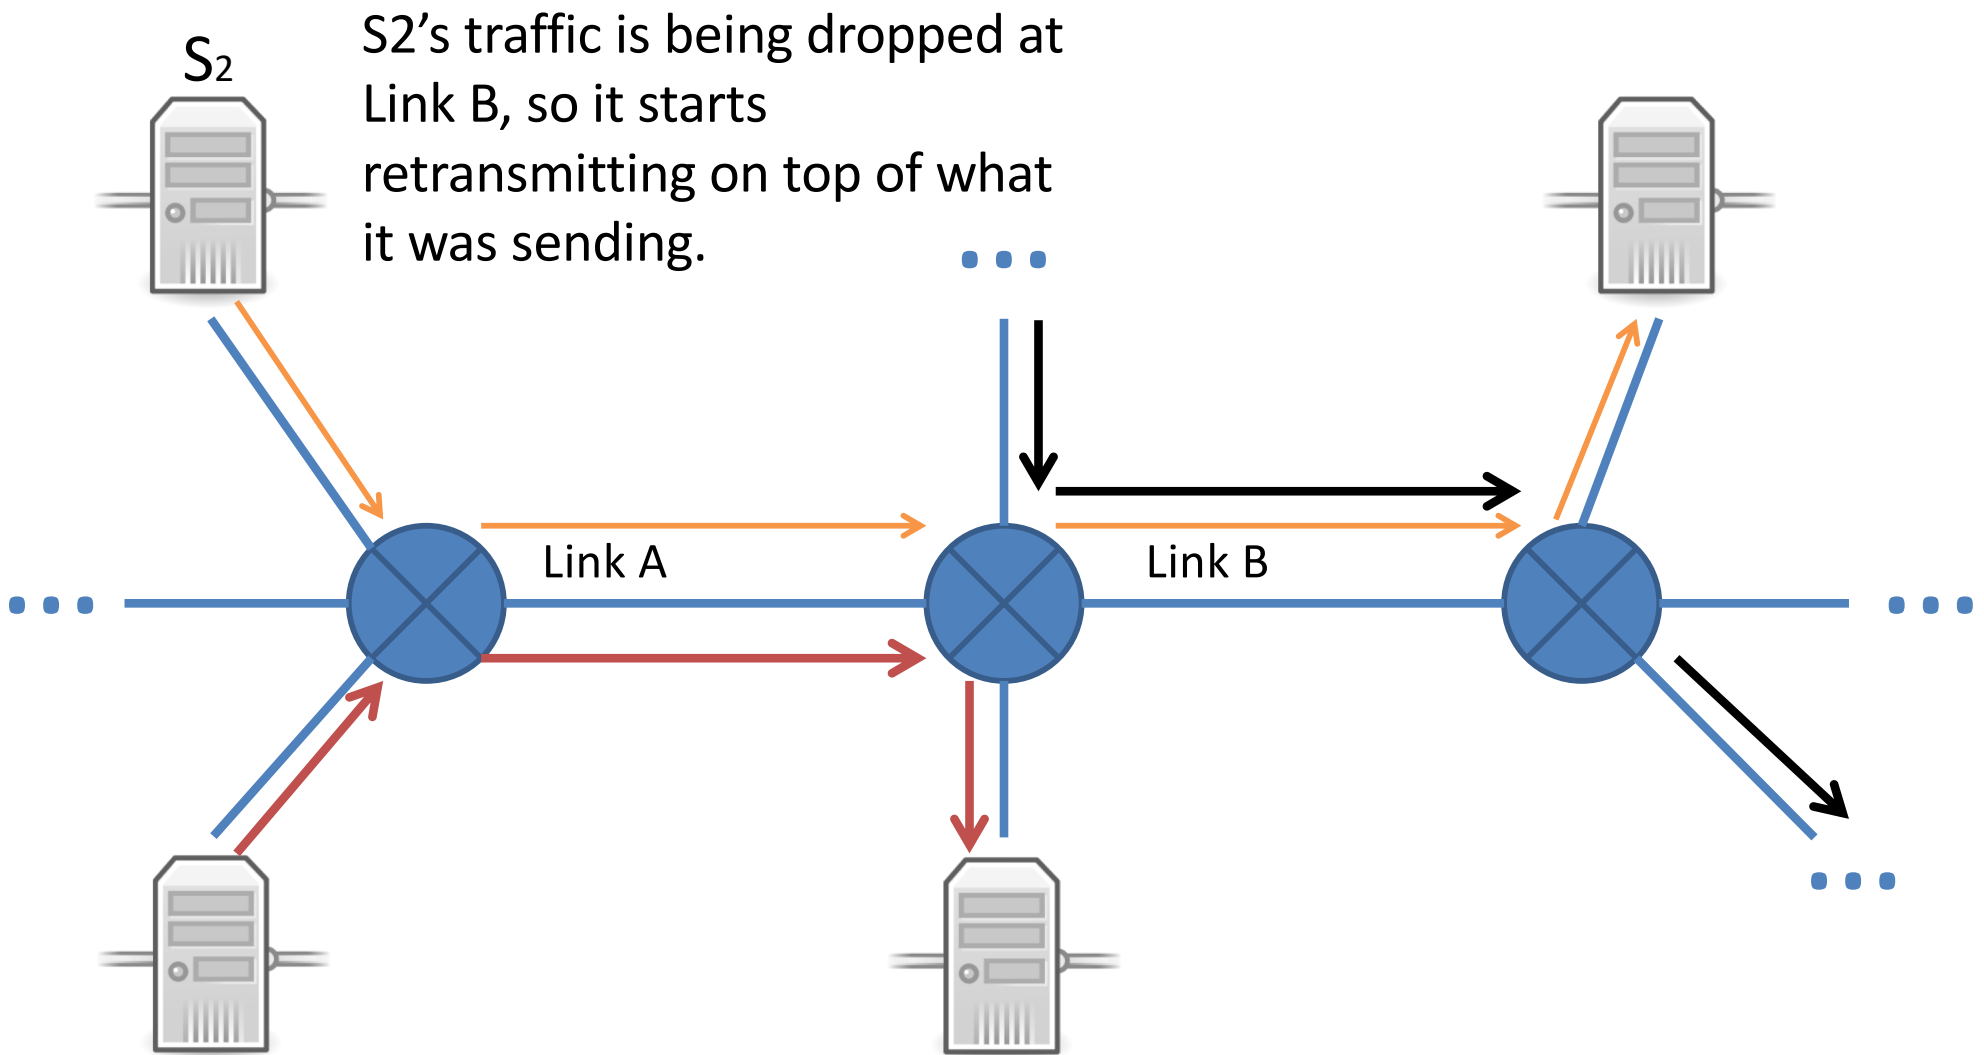 S2
S2’s traffic is being dropped at
Link B, so it starts
retransmitting on top of what
it was sending.
Link A
Link B